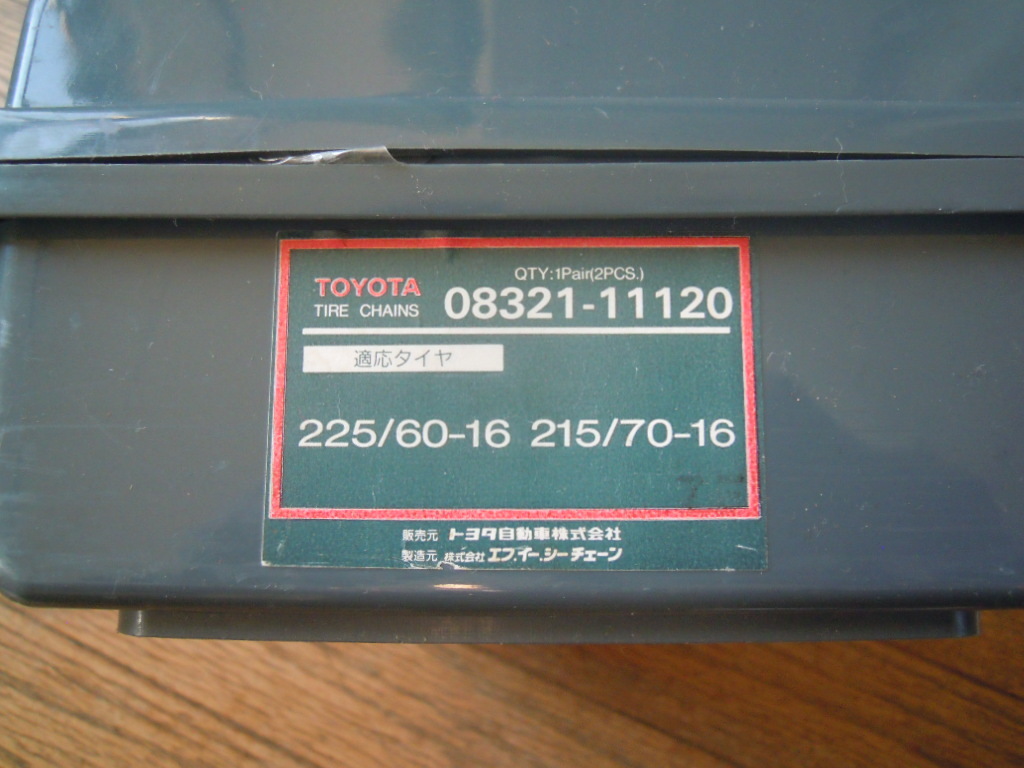 QTY:1Pair(2PCS.)
TOYOTA
TIRE CHAINS 08321-11120
適応タイヤ
225/60-16 215/70-16
販売元 トヨタ自動車株式会社
製造元 株式会社 エフ.イー.シーチェーン